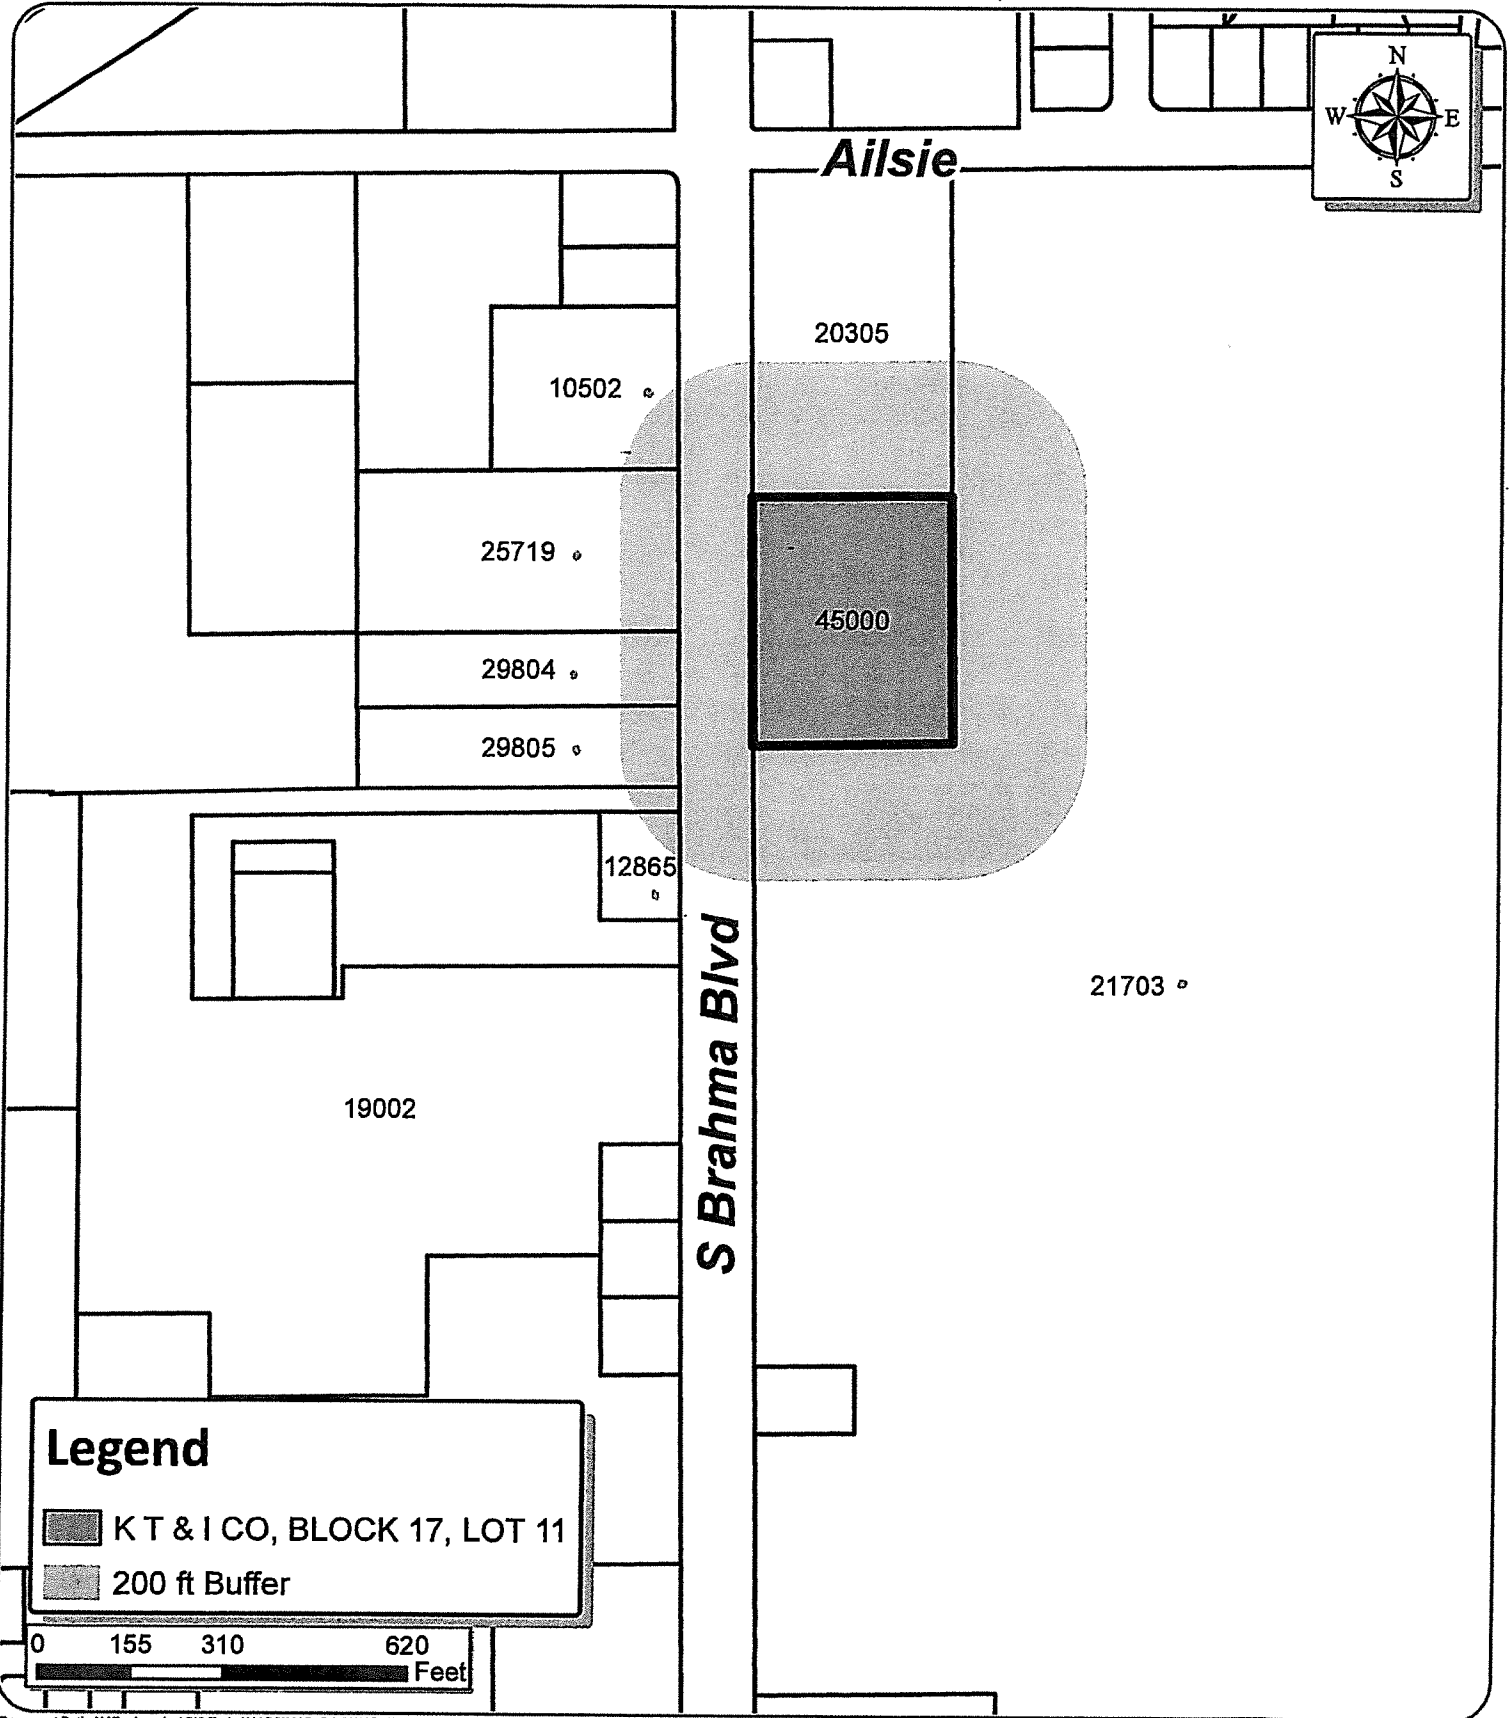 N
W E
S
Ailsie
20305
10502
25719
45000
29804
29805
12865
S Brahma Blvd
21703
19002
Legend
K T & I CO, BLOCK 17, LOT 11
200 ft Buffer
0 155 310 620
Feet